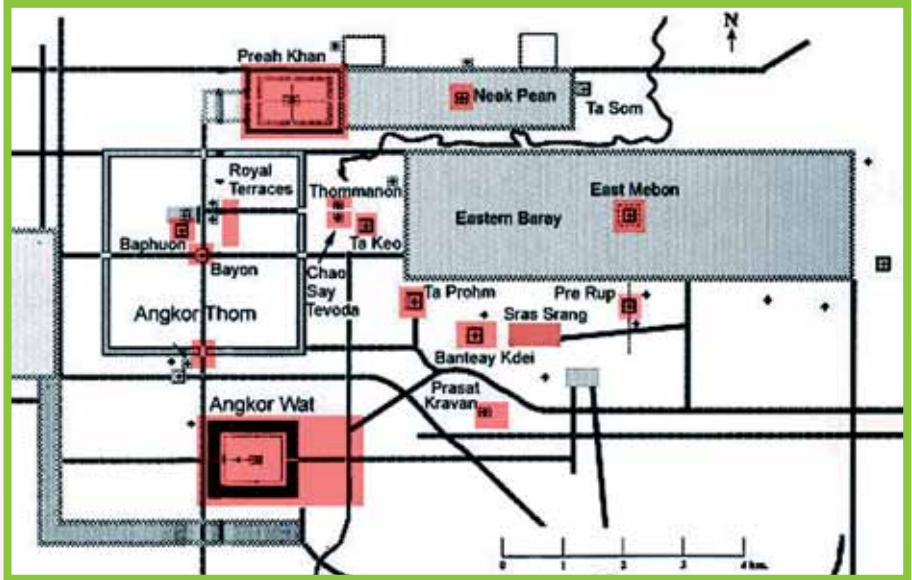 N
Preah Khan
Neak Pean
Ta Som
Royal
Terraces
Thommanon
East Mebon
Eastern Baray
Baphuon
Ta Keo
Bayon
Chao
Say
Tevoda
Angkor Thom
Ta Prohm
Pre Rup
Sras Srang
Banteay Kdei
Prasat
Kravan
Angkor Wat
0 1 2 3 4 km.